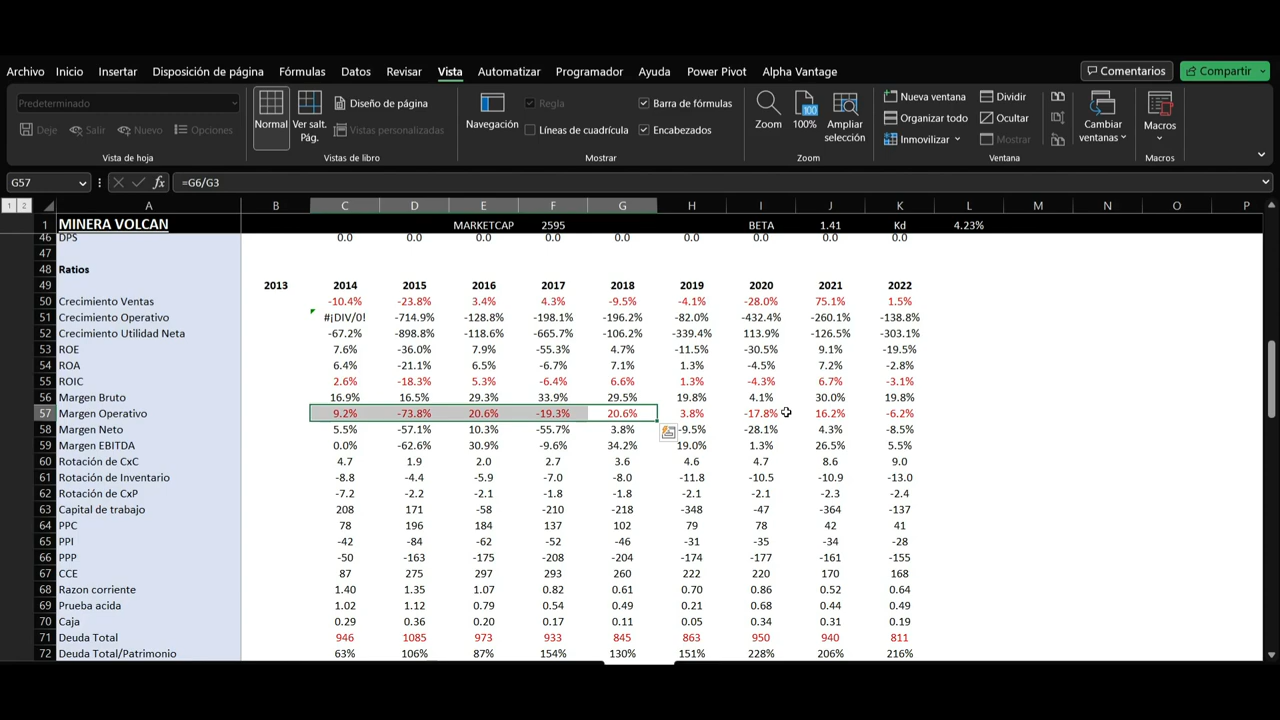 Archivo Inicio Insertar Disposición de página Fórmulas Datos Revisar Vista Automatizar Programador Ayuda Power Pivot Alpha Vantage Comentarios Compartir
Predeterminado
Deje Salir Nuevo Opciones
Vista de hoja
Normal Ver salt. Pág.
Diseño de página
Vistas personalizadas
Vistas de libro
Navegación
Regla
Líneas de cuadrícula
Barra de fórmulas
Encabezados
Mostrar
Zoom 100% Ampliar selección
Zoom
Nueva ventana
Organizar todo
Inmovilizar
Dividir
Ocultar
Mostrar
Cambiar ventanas
Ventana
Macros
Macros
G57 fx =G6/G3
1 2 A B C D E F G H I J K L M N O P
1 MINERA VOLCAN MARKETCAP 2595 BETA 1.41 Kd 4.23%
46 DPS 0.0 0.0 0.0 0.0 0.0 0.0 0.0 0.0 0.0
47
48 Ratios
49 2013 2014 2015 2016 2017 2018 2019 2020 2021 2022
50 Crecimiento Ventas -10.4% -23.8% 3.4% 4.3% -9.5% -4.1% -28.0% 75.1% 1.5%
51 Crecimiento Operativo #¡DIV/0! -714.9% -128.8% -198.1% -196.2% -82.0% -432.4% -260.1% -138.8%
52 Crecimiento Utilidad Neta -67.2% -898.8% -118.6% -665.7% -106.2% -339.4% 113.9% -126.5% -303.1%
53 ROE 7.6% -36.0% 7.9% -55.3% 4.7% -11.5% -30.5% 9.1% -19.5%
54 ROA 6.4% -21.1% 6.5% -6.7% 7.1% 1.3% -4.5% 7.2% -2.8%
55 ROIC 2.6% -18.3% 5.3% -6.4% 6.6% 1.3% -4.3% 6.7% -3.1%
56 Margen Bruto 16.9% 16.5% 29.3% 33.9% 29.5% 19.8% 4.1% 30.0% 19.8%
57 Margen Operativo 9.2% -73.8% 20.6% -19.3% 20.6% 3.8% -17.8% 16.2% -6.2%
58 Margen Neto 5.5% -57.1% 10.3% -55.7% 3.8% -9.5% -28.1% 4.3% -8.5%
59 Margen EBITDA 0.0% -62.6% 30.9% -9.6% 34.2% 19.0% 1.3% 26.5% 5.5%
60 Rotación de CxC 4.7 1.9 2.0 2.7 3.6 4.6 4.7 8.6 9.0
61 Rotación de Inventario -8.8 -4.4 -5.9 -7.0 -8.0 -11.8 -10.5 -10.9 -13.0
62 Rotación de CxP -7.2 -2.2 -2.1 -1.8 -1.8 -2.1 -2.1 -2.3 -2.4
63 Capital de trabajo 208 171 -58 -210 -218 -348 -47 -364 -137
64 PPC 78 196 184 137 102 79 78 42 41
65 PPI -42 -84 -62 -52 -46 -31 -35 -34 -28
66 PPP -50 -163 -175 -208 -204 -174 -177 -161 -155
67 CCE 87 275 297 293 260 222 220 170 168
68 Razon corriente 1.40 1.35 1.07 0.82 0.61 0.70 0.86 0.52 0.64
69 Prueba acida 1.02 1.12 0.79 0.54 0.49 0.21 0.68 0.44 0.49
70 Caja 0.29 0.36 0.20 0.17 0.11 0.05 0.34 0.31 0.19
71 Deuda Total 946 1085 973 933 845 863 950 940 811
72 Deuda Total/Patrimonio 63% 106% 87% 154% 130% 151% 228% 206% 216%